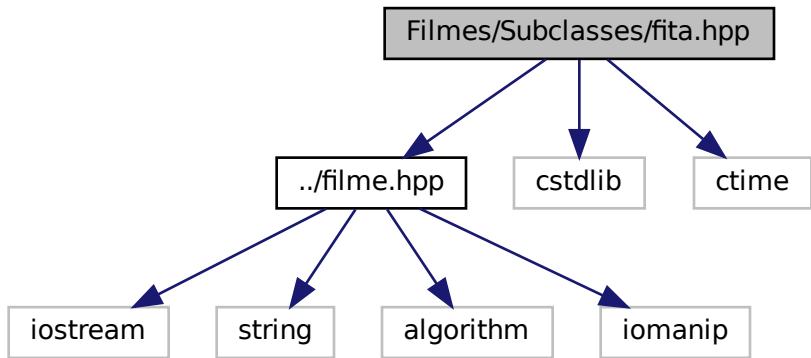 Filmes/Subclasses/fita.hpp
../filme.hpp
cstdlib
ctime
iostream
string
algorithm
iomanip